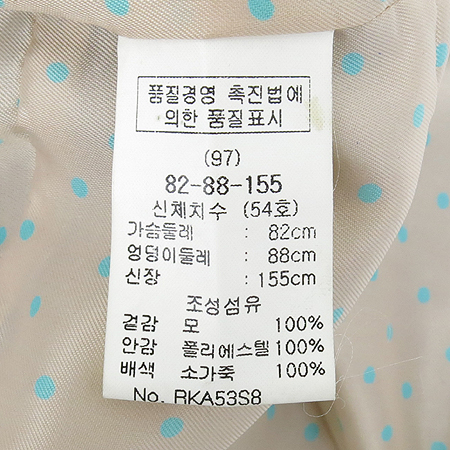 품질경영 촉진법에
의한 품질표시
(97)
82-88-155
신체치수 (54호)
가슴둘레 : 82cm
엉덩이둘레 : 88cm
신장 : 155cm
조성섬유
겉감 모 100%
안감 폴리에스텔 100%
배색 소가죽 100%
No. RKA53S8